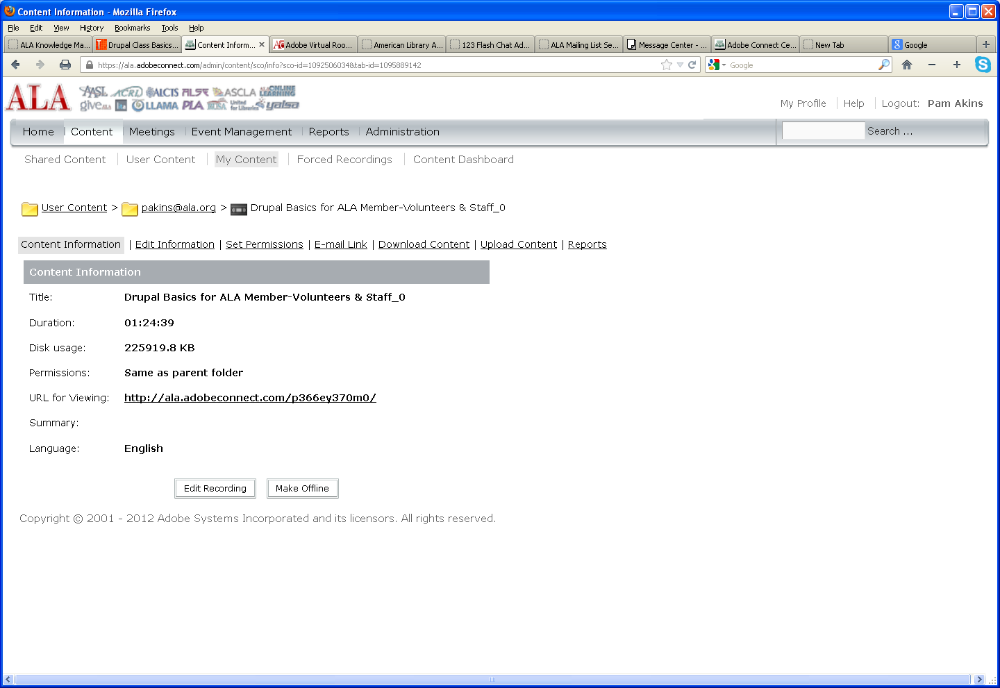 Content Information - Mozilla Firefox
File Edit View History Bookmarks Tools Help
ALA Knowledge Ma... Drupal Class Basics... Content Inform... × Adobe Virtual Roo... American Library A... 123 Flash Chat Ad... ALA Mailing List Se... Message Center - ... Adobe Connect Ce... New Tab Google
https://ala.adobeconnect.com/admin/content/sco/info?sco-id=1092506034&tab-id=1095889142 Google
ALA AASL ACRL ALCTS ALSC ASCLA ONLINE LEARNING
giveALA LLAMA PLA RUSA United for Libraries yalsa
My Profile Help Logout: Pam Akins
Home Content Meetings Event Management Reports Administration Search ...
Shared Content User Content My Content Forced Recordings Content Dashboard
User Content > pakins@ala.org > Drupal Basics for ALA Member-Volunteers & Staff_0
Content Information | Edit Information | Set Permissions | E-mail Link | Download Content | Upload Content | Reports
Content Information
Title: Drupal Basics for ALA Member-Volunteers & Staff_0
Duration: 01:24:39
Disk usage: 225919.8 KB
Permissions: Same as parent folder
URL for Viewing: http://ala.adobeconnect.com/p366ey370m0/
Summary:
Language: English
Edit Recording Make Offline
Copyright © 2001 - 2012 Adobe Systems Incorporated and its licensors. All rights reserved.